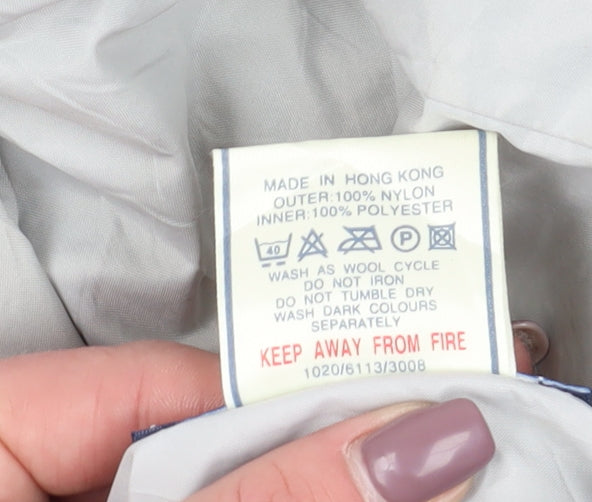 MADE IN HONG KONG
OUTER:100% NYLON
INNER:100% POLYESTER
40 P
WASH AS WOOL CYCLE
DO NOT IRON
DO NOT TUMBLE DRY
WASH DARK COLOURS
SEPARATELY
KEEP AWAY FROM FIRE
1020/6113/3008